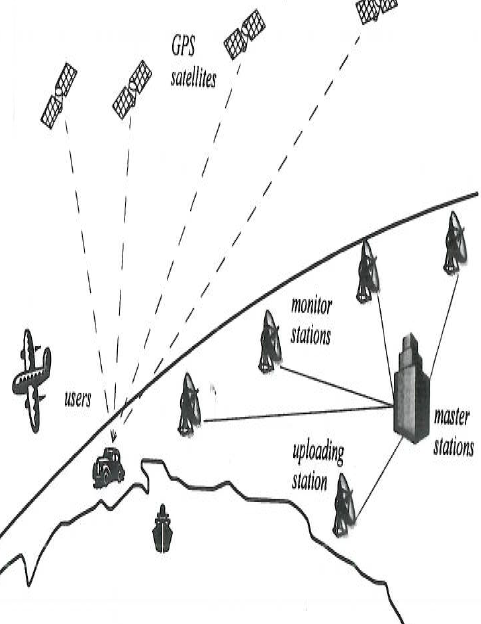 GPS
satellites
monitor
stations
users
master
stations
uploading
station